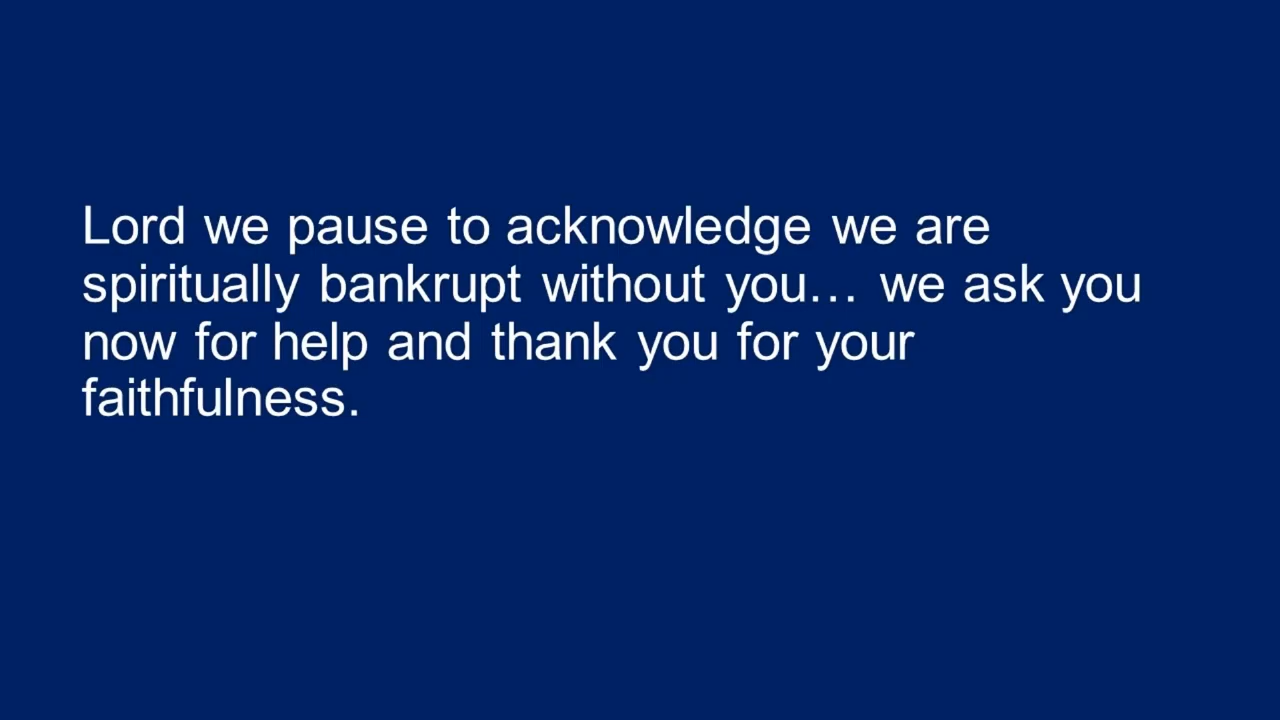 Lord we pause to acknowledge we are
spiritually bankrupt without you… we ask you
now for help and thank you for your
faithfulness.